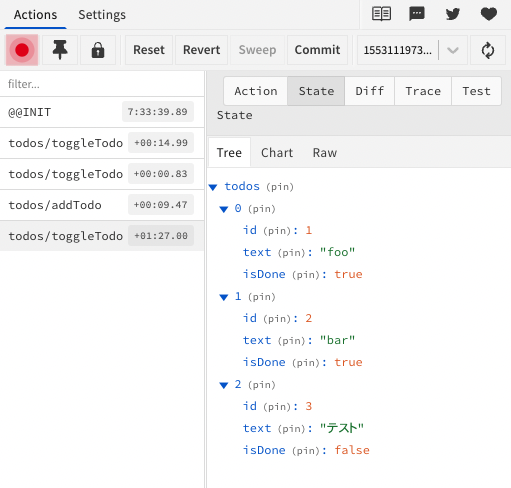 Actions Settings
Reset Revert Sweep Commit 1553111973...
filter...
@@INIT 7:33:39.89
todos/toggleTodo +00:14.99
todos/toggleTodo +00:00.83
todos/addTodo +00:09.47
todos/toggleTodo +01:27.00
Action State Diff Trace Test
State
Tree Chart Raw
todos (pin)
0 (pin)
id (pin): 1
text (pin): "foo"
isDone (pin): true
1 (pin)
id (pin): 2
text (pin): "bar"
isDone (pin): true
2 (pin)
id (pin): 3
text (pin): "テスト"
isDone (pin): false